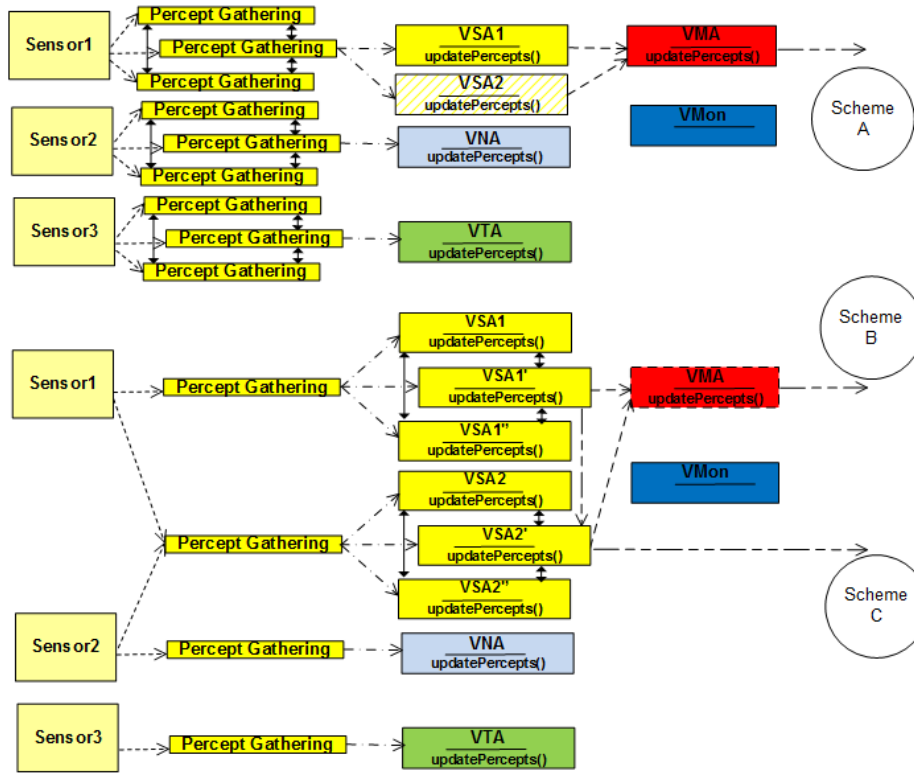 Percept Gathering
Sensor1
Percept Gathering
Percept Gathering
VSA1
updatePercepts()
VSA2
updatePercepts()
VMA
updatePercepts()
Scheme
A
Sensor2
Percept Gathering
Percept Gathering
Percept Gathering
VNA
updatePercepts()
VMon
Sensor3
Percept Gathering
Percept Gathering
Percept Gathering
VTA
updatePercepts()
Scheme
B
Sensor1
Percept Gathering
VSA1
updatePercepts()
VSA1'
updatePercepts()
VSA1''
updatePercepts()
VMA
updatePercepts()
VMon
Percept Gathering
VSA2
updatePercepts()
VSA2'
updatePercepts()
VSA2''
updatePercepts()
Scheme
C
Sensor2
Percept Gathering
VNA
updatePercepts()
Sensor3
Percept Gathering
VTA
updatePercepts()